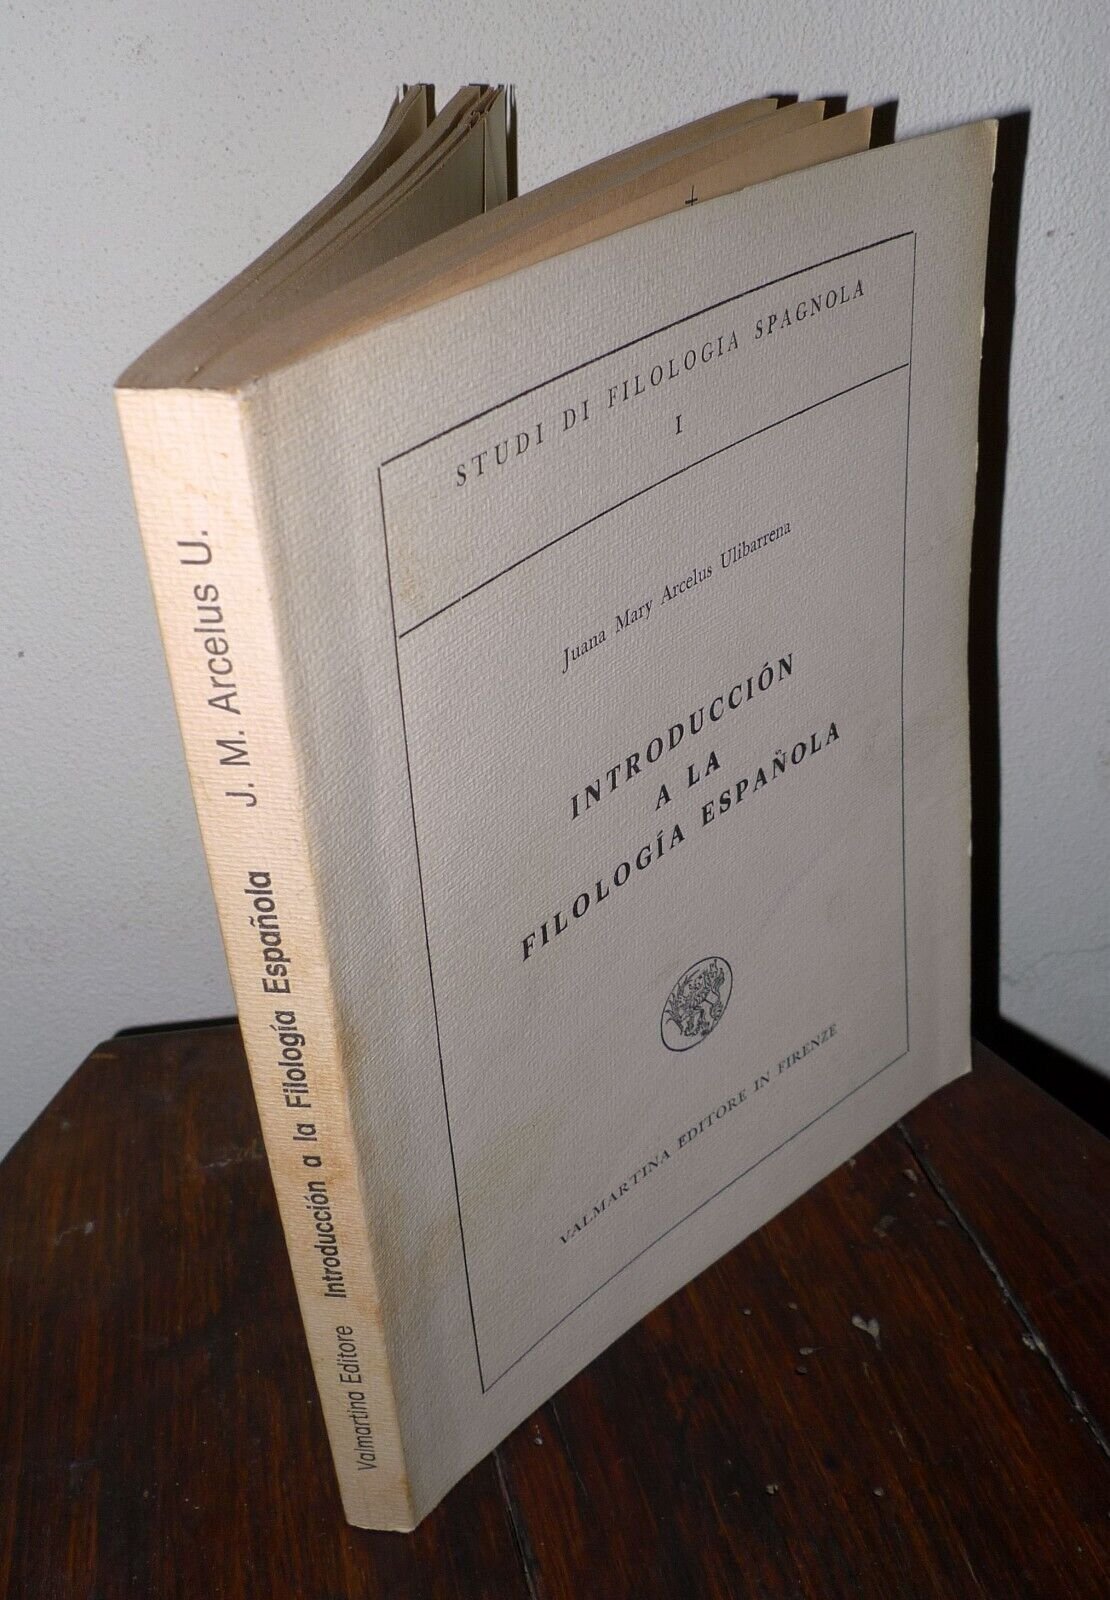 STUDI DI FILOLOGIA SPAGNOLA
I
Juana Mary Arcelus Ulibarrena
INTRODUCCIÓN
A LA
FILOLOGÍA ESPAÑOLA
VALMARTINA EDITORE IN FIRENZE
Valmartina Editore Introducción a la Filología Española J. M. Arcelus U.